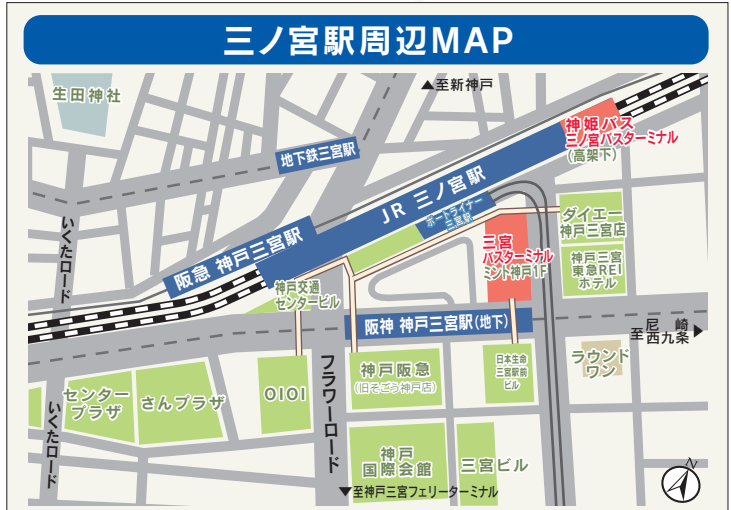 三ノ宮駅周辺MAP
生田神社
▲至新神戸
神姫バス
三ノ宮バスターミナル
(高架下)
地下鉄三宮駅
JR 三ノ宮駅
ポートライナー
三宮駅
ダイエー
神戸三宮店
いくたロード
阪急 神戸三宮駅
三宮
バスターミナル
ミント神戸1F
神戸三宮
東急REI
ホテル
神戸交通
センタービル
阪神 神戸三宮駅(地下)
至 尼崎
西九条 ▶
センター
プラザ
さんプラザ
OIOI
フラワーロード
神戸阪急
(旧そごう神戸店)
日本生命
三宮駅前
ビル
ラウンド
ワン
いくたロード
神戸
国際会館
三宮ビル
N
▼至神戸三宮フェリーターミナル